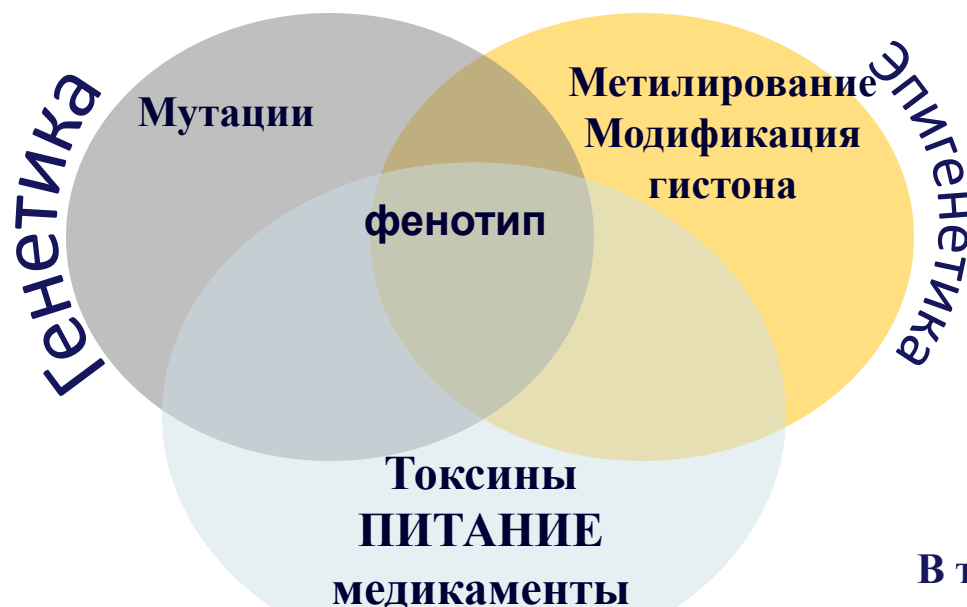 Генетика
Мутации
Метилирование
Модификация
гистона
Эпигенетика
фенотип
Токсины
ПИТАНИЕ
медикаменты
В т